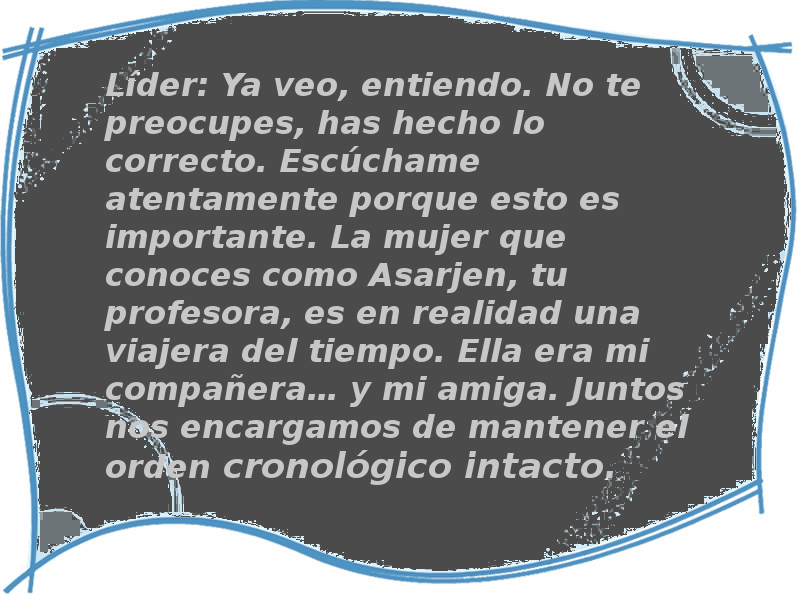 Líder: Ya veo, entiendo. No te
preocupes, has hecho lo
correcto. Escúchame
atentamente porque esto es
importante. La mujer que
conoces como Asarjen, tu
profesora, es en realidad una
viajera del tiempo. Ella era mi
compañera… y mi amiga. Juntos
nos encargamos de mantener el
orden cronológico intacto.